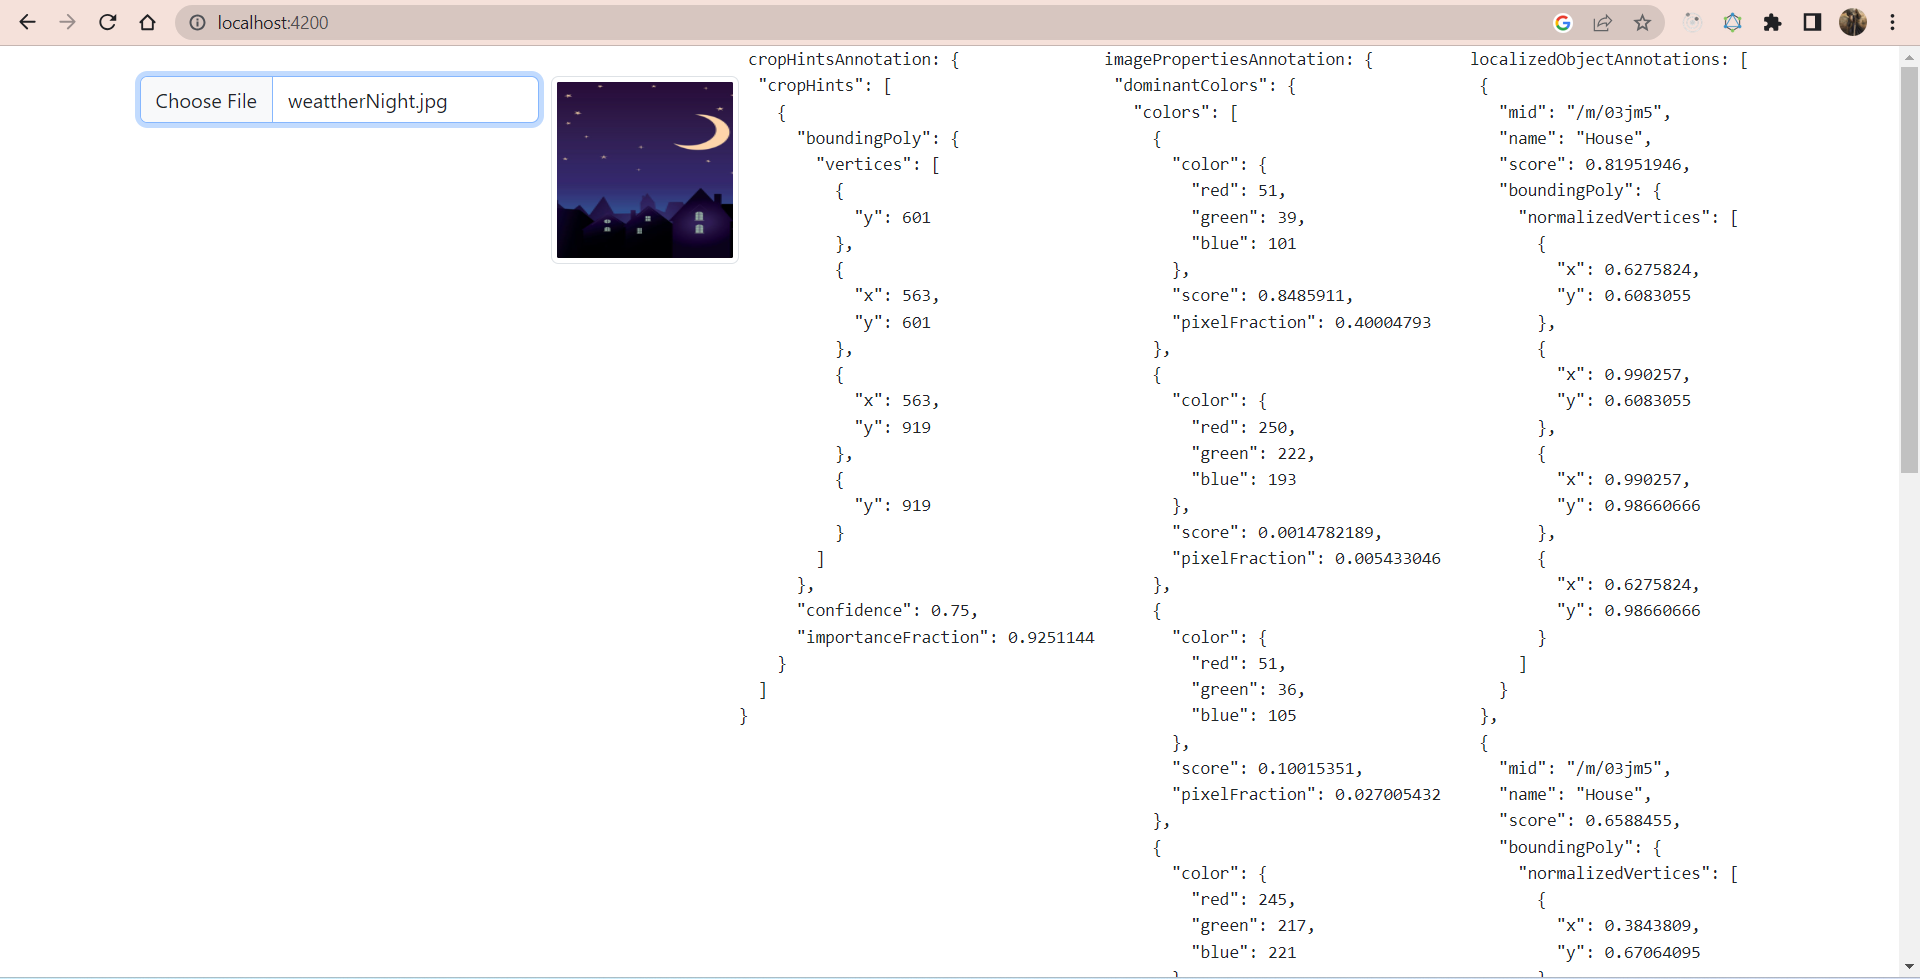 localhost:4200
Choose File weattherNight.jpg
cropHintsAnnotation: {
"cropHints": [
{
"boundingPoly": {
"vertices": [
{
"y": 601
},
{
"x": 563,
"y": 601
},
{
"x": 563,
"y": 919
},
{
"y": 919
}
]
},
"confidence": 0.75,
"importanceFraction": 0.9251144
}
]
}
imagePropertiesAnnotation: {
"dominantColors": {
"colors": [
{
"color": {
"red": 51,
"green": 39,
"blue": 101
},
"score": 0.8485911,
"pixelFraction": 0.40004793
},
{
"color": {
"red": 250,
"green": 222,
"blue": 193
},
"score": 0.0014782189,
"pixelFraction": 0.005433046
},
{
"color": {
"red": 51,
"green": 36,
"blue": 105
},
"score": 0.10015351,
"pixelFraction": 0.027005432
},
{
"color": {
"red": 245,
"green": 217,
"blue": 221
localizedObjectAnnotations: [
{
"mid": "/m/03jm5",
"name": "House",
"score": 0.81951946,
"boundingPoly": {
"normalizedVertices": [
{
"x": 0.6275824,
"y": 0.6083055
},
{
"x": 0.990257,
"y": 0.6083055
},
{
"x": 0.990257,
"y": 0.98660666
},
{
"x": 0.6275824,
"y": 0.98660666
}
]
}
},
{
"mid": "/m/03jm5",
"name": "House",
"score": 0.6588455,
"boundingPoly": {
"normalizedVertices": [
{
"x": 0.3843809,
"y": 0.67064095